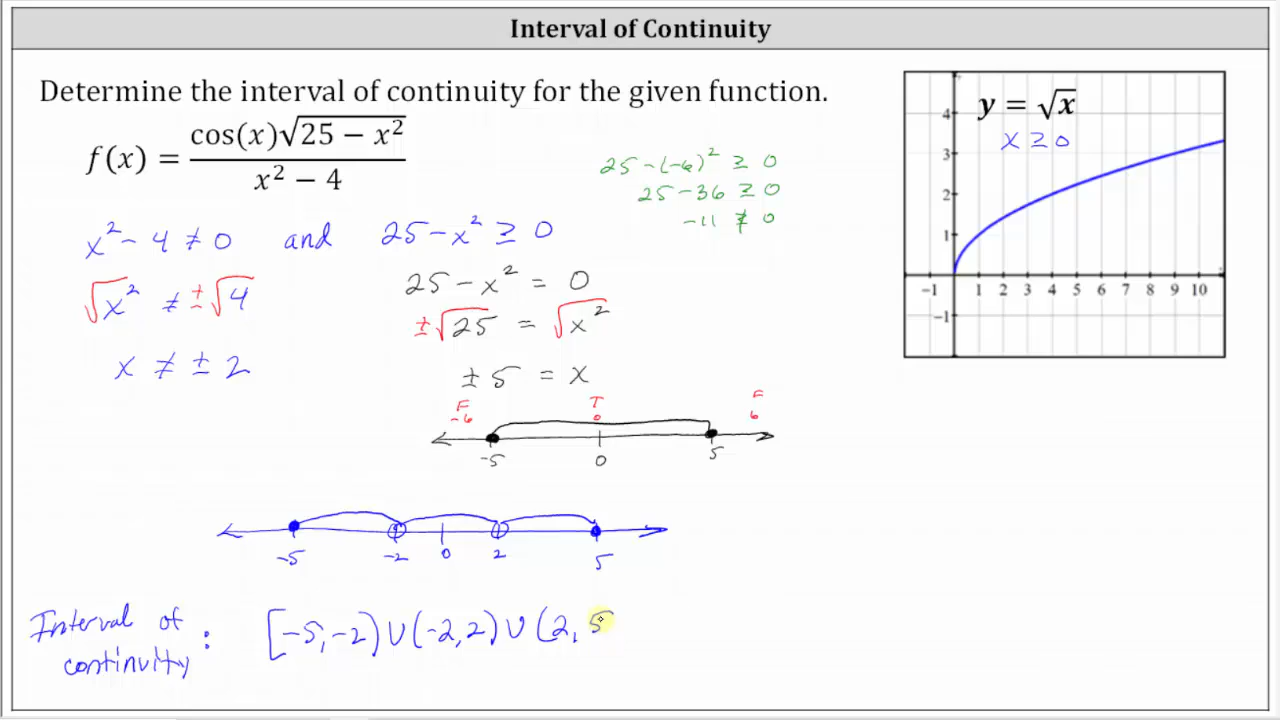 Interval of Continuity
Determine the interval of continuity for the given function.
f(x) = cos(x)√(25 − x²) / (x² − 4)
25 - (-6)² ≥ 0
25 - 36 ≥ 0
-11 ≱ 0
x² - 4 ≠ 0 and 25 - x² ≥ 0
√x² ≠ ±√4
x ≠ ± 2
25 - x² = 0
±√25 = √x²
± 5 = x
F T F
-6 0 6
-5 0 5
-5 -2 0 2 5
Interval of continuity : [-5, -2) ∪ (-2, 2) ∪ (2, 5
y = √x
x ≥ 0
4
3
2
1
-1 1 2 3 4 5 6 7 8 9 10
-1